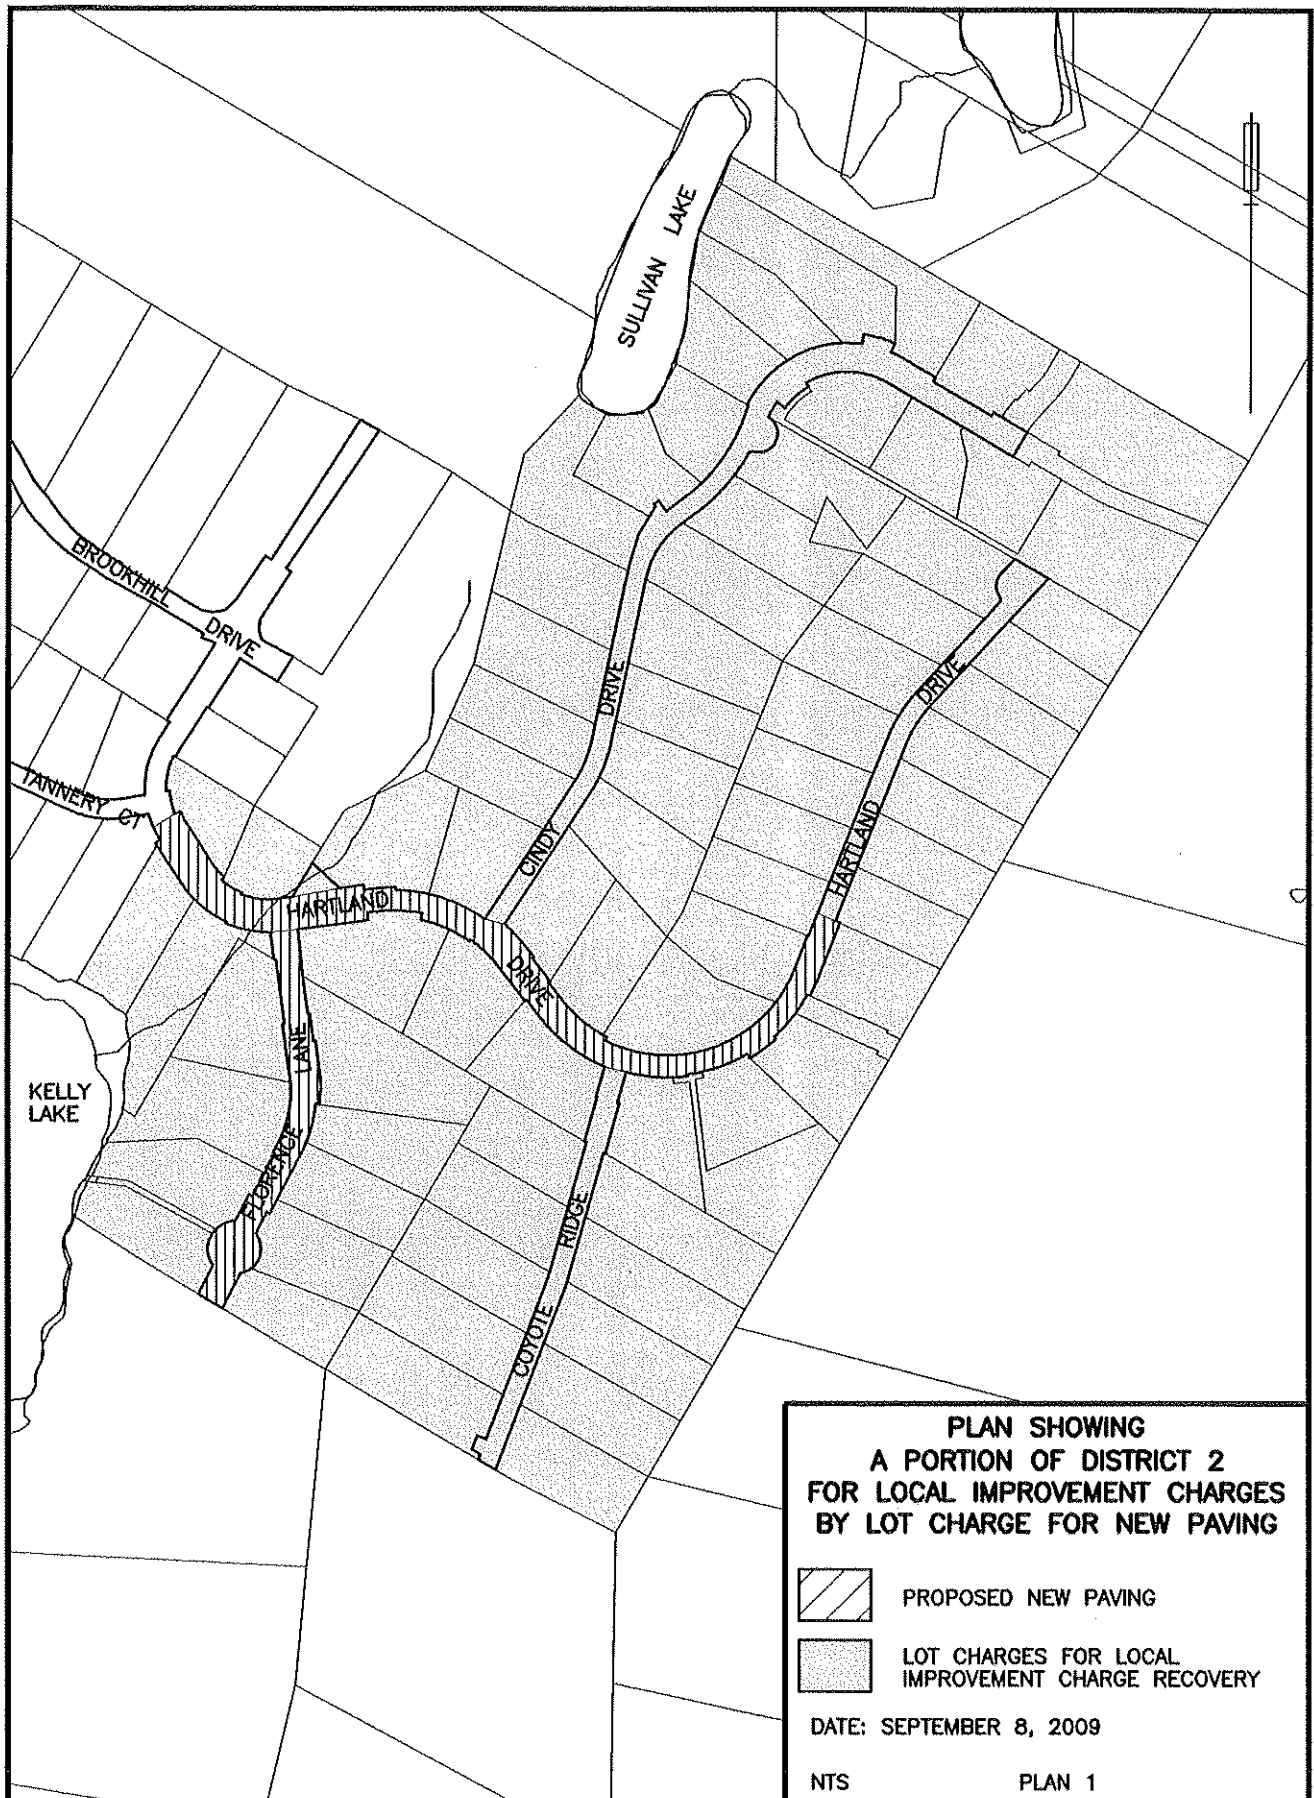 SULLIVAN LAKE
BROOKHILL
DRIVE
TANNERY CT
DRIVE
CINDY
DRIVE
HARTLAND
HARTLAND
DRIVE
LANE
FLORENCE
KELLY
LAKE
RIDGE
COYOTE
PLAN SHOWING
A PORTION OF DISTRICT 2
FOR LOCAL IMPROVEMENT CHARGES
BY LOT CHARGE FOR NEW PAVING
PROPOSED NEW PAVING
LOT CHARGES FOR LOCAL
IMPROVEMENT CHARGE RECOVERY
DATE: SEPTEMBER 8, 2009
NTS PLAN 1